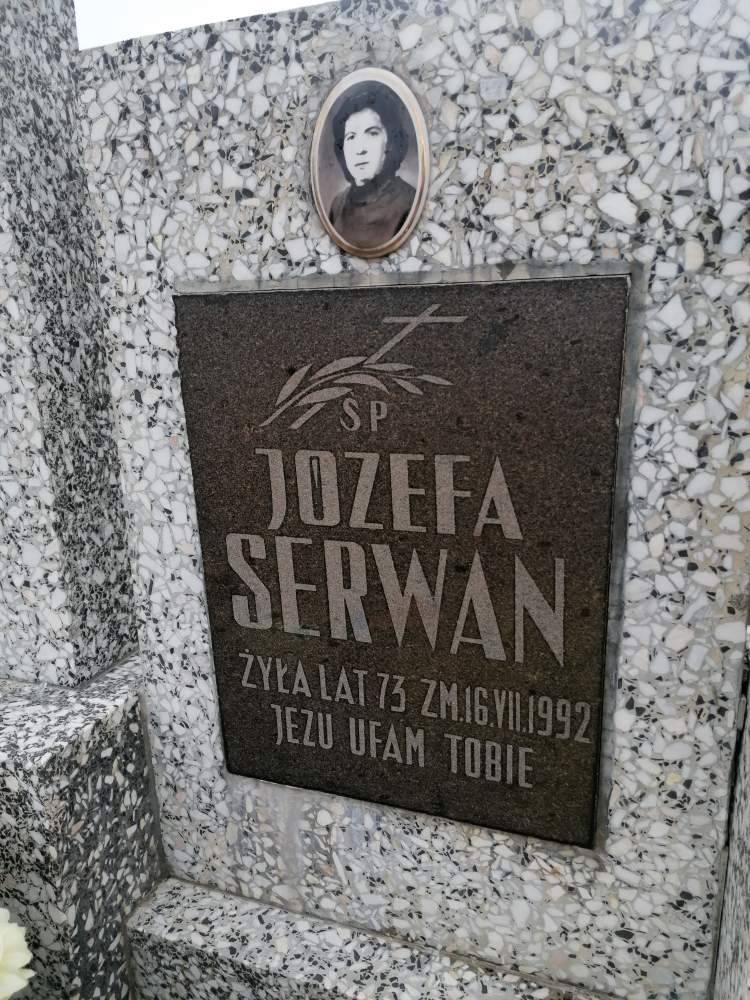 ŚP
JÓZEFA
SERWAN
ŻYŁA LAT 73 ZM.16.VII.1992
JEZU UFAM TOBIE